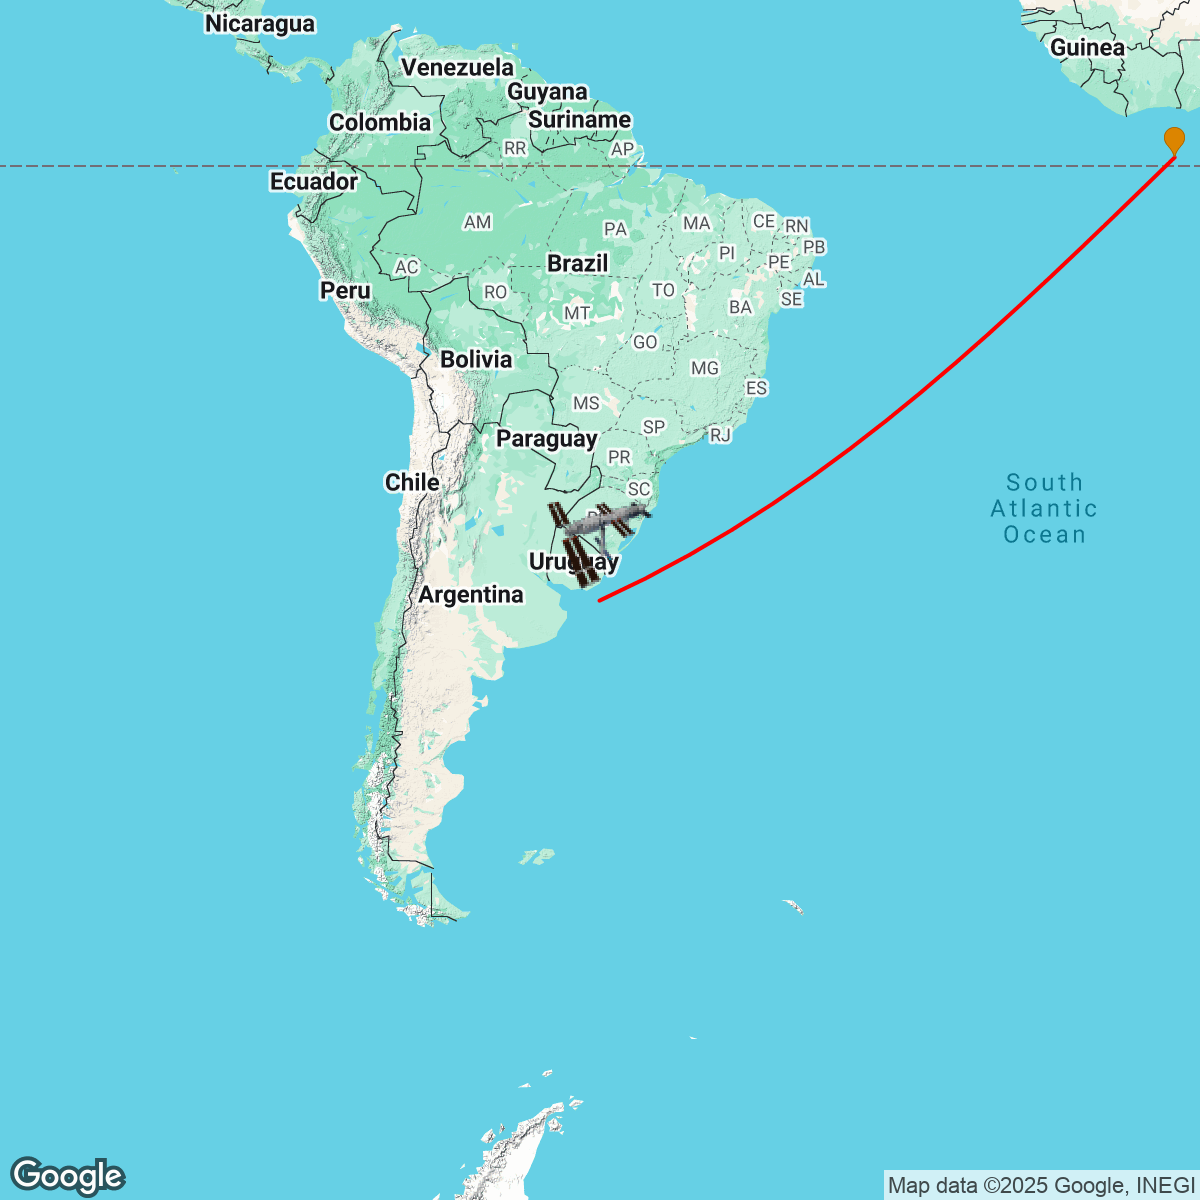 Nicaragua
Guinea
Venezuela
Guyana
Suriname
Colombia
RR
AP
Ecuador
AM
PA
MA
CE
RN
PB
PI
PE
AL
AC
Brazil
Peru
RO
TO
SE
MT
BA
GO
Bolivia
MG
ES
MS
SP
RJ
Paraguay
PR
Chile
SC
South
Atlantic
Ocean
Uruguay
Argentina
Google
Map data ©2025 Google, INEGI